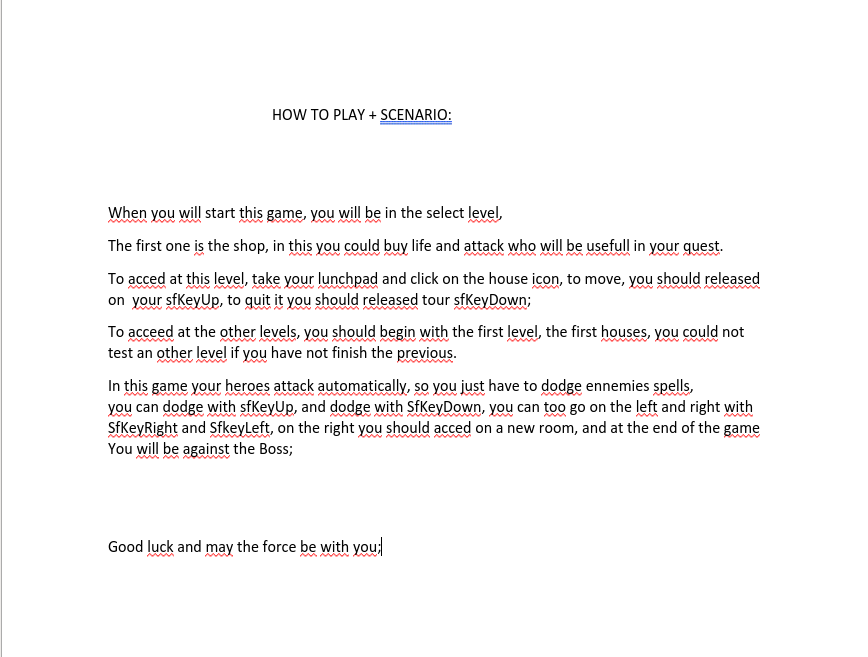 HOW TO PLAY + SCENARIO:
When you will start this game, you will be in the select level,
The first one is the shop, in this you could buy life and attack who will be usefull in your quest.
To acced at this level, take your lunchpad and click on the house icon, to move, you should released
on  your sfKeyUp, to quit it you should released tour sfKeyDown;
To acceed at the other levels, you should begin with the first level, the first houses, you could not
test an other level if you have not finish the previous.
In this game your heroes attack automatically, so you just have to dodge ennemies spells,
you can dodge with sfKeyUp, and dodge with SfKeyDown, you can too go on the left and right with
SfKeyRight and SfkeyLeft, on the right you should acced on a new room, and at the end of the game
You will be against the Boss;
Good luck and may the force be with you;